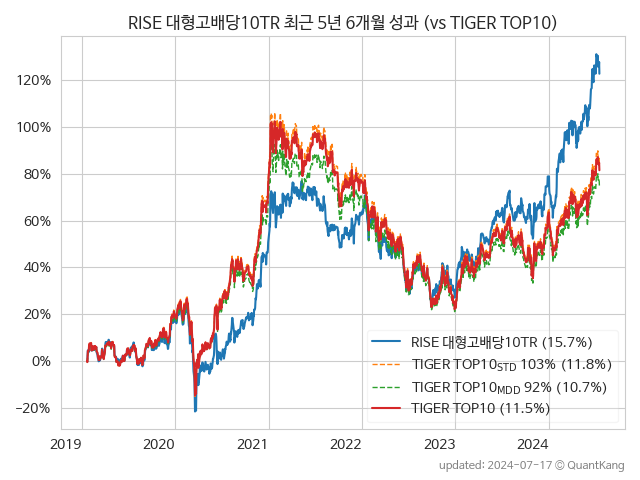 RISE 대형고배당10TR 최근 5년 6개월 성과 (vs TIGER TOP10)
120%
100%
80%
60%
40%
20%
0%
−20%
RISE 대형고배당10TR (15.7%)
TIGER TOP10STD 103% (11.8%)
TIGER TOP10MDD 92% (10.7%)
TIGER TOP10 (11.5%)
2019 2020 2021 2022 2023 2024
updated: 2024-07-17 © QuantKang